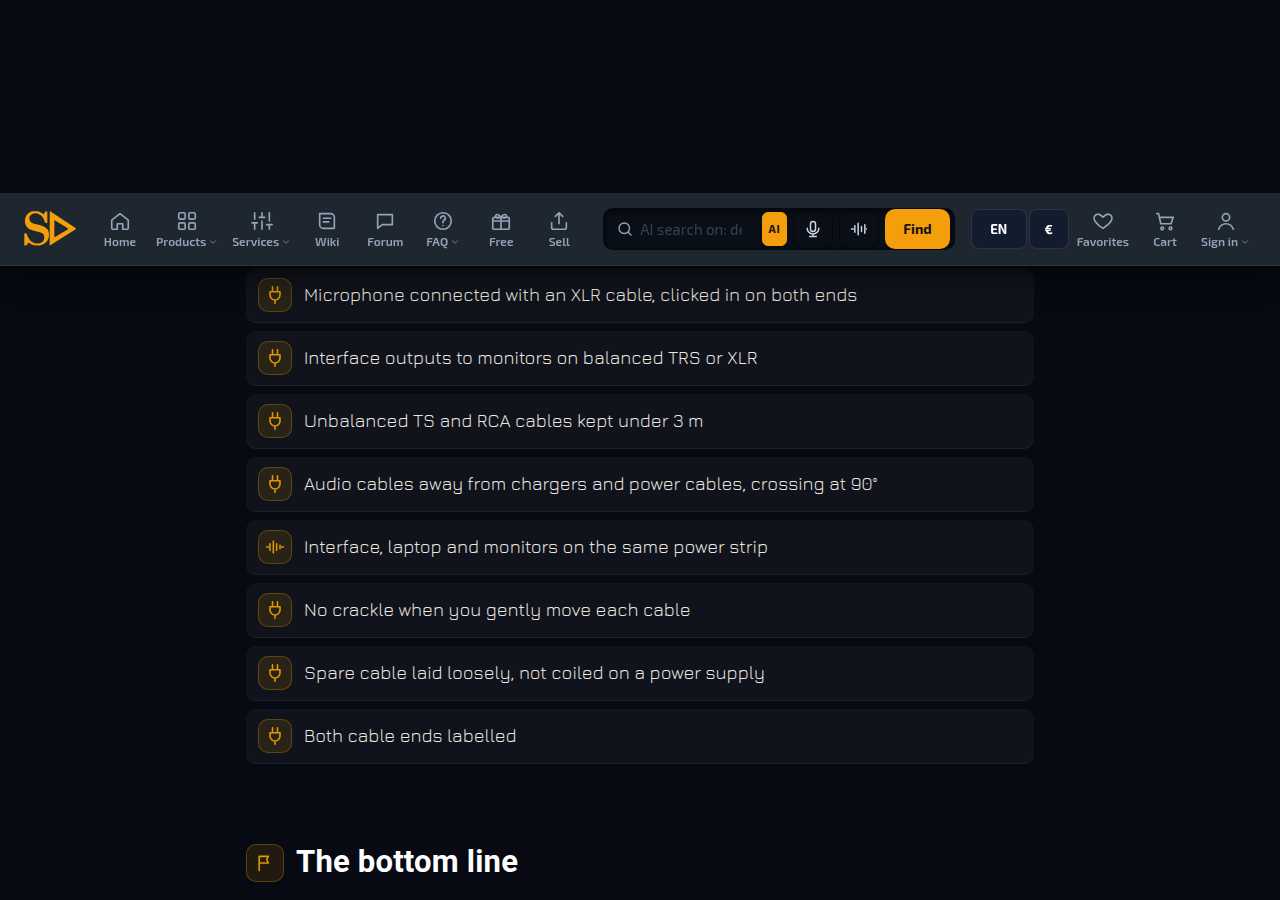 S
Home
Products
Services
Wiki
Forum
FAQ
Free
Sell
AI search on:
AI
Find
EN
€
Favorites
Cart
Sign in
Microphone connected with an XLR cable, clicked in on both ends
Interface outputs to monitors on balanced TRS or XLR
Unbalanced TS and RCA cables kept under 3 m
Audio cables away from chargers and power cables, crossing at 90°
Interface, laptop and monitors on the same power strip
No crackle when you gently move each cable
Spare cable laid loosely, not coiled on a power supply
Both cable ends labelled
The bottom line